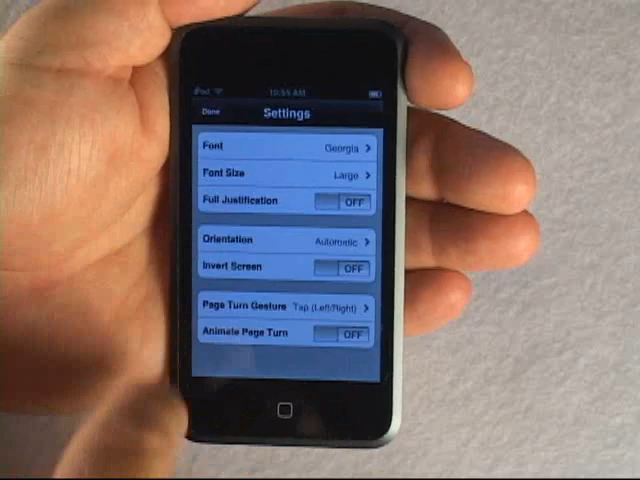 iPod 10:55 AM
Done Settings
Font Georgia
Font Size Large
Full Justification OFF
Orientation Automatic
Invert Screen OFF
Page Turn Gesture Tap (Left/Right)
Animate Page Turn OFF